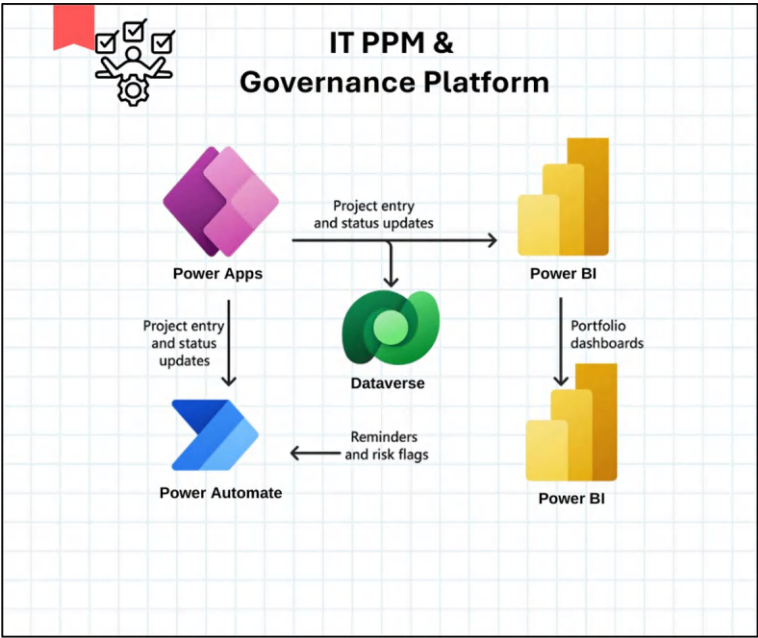 IT PPM &
Governance Platform
Project entry
and status updates
Power Apps
Power BI
Project entry
and status
updates
Portfolio
dashboards
Dataverse
Reminders
and risk flags
Power Automate
Power BI